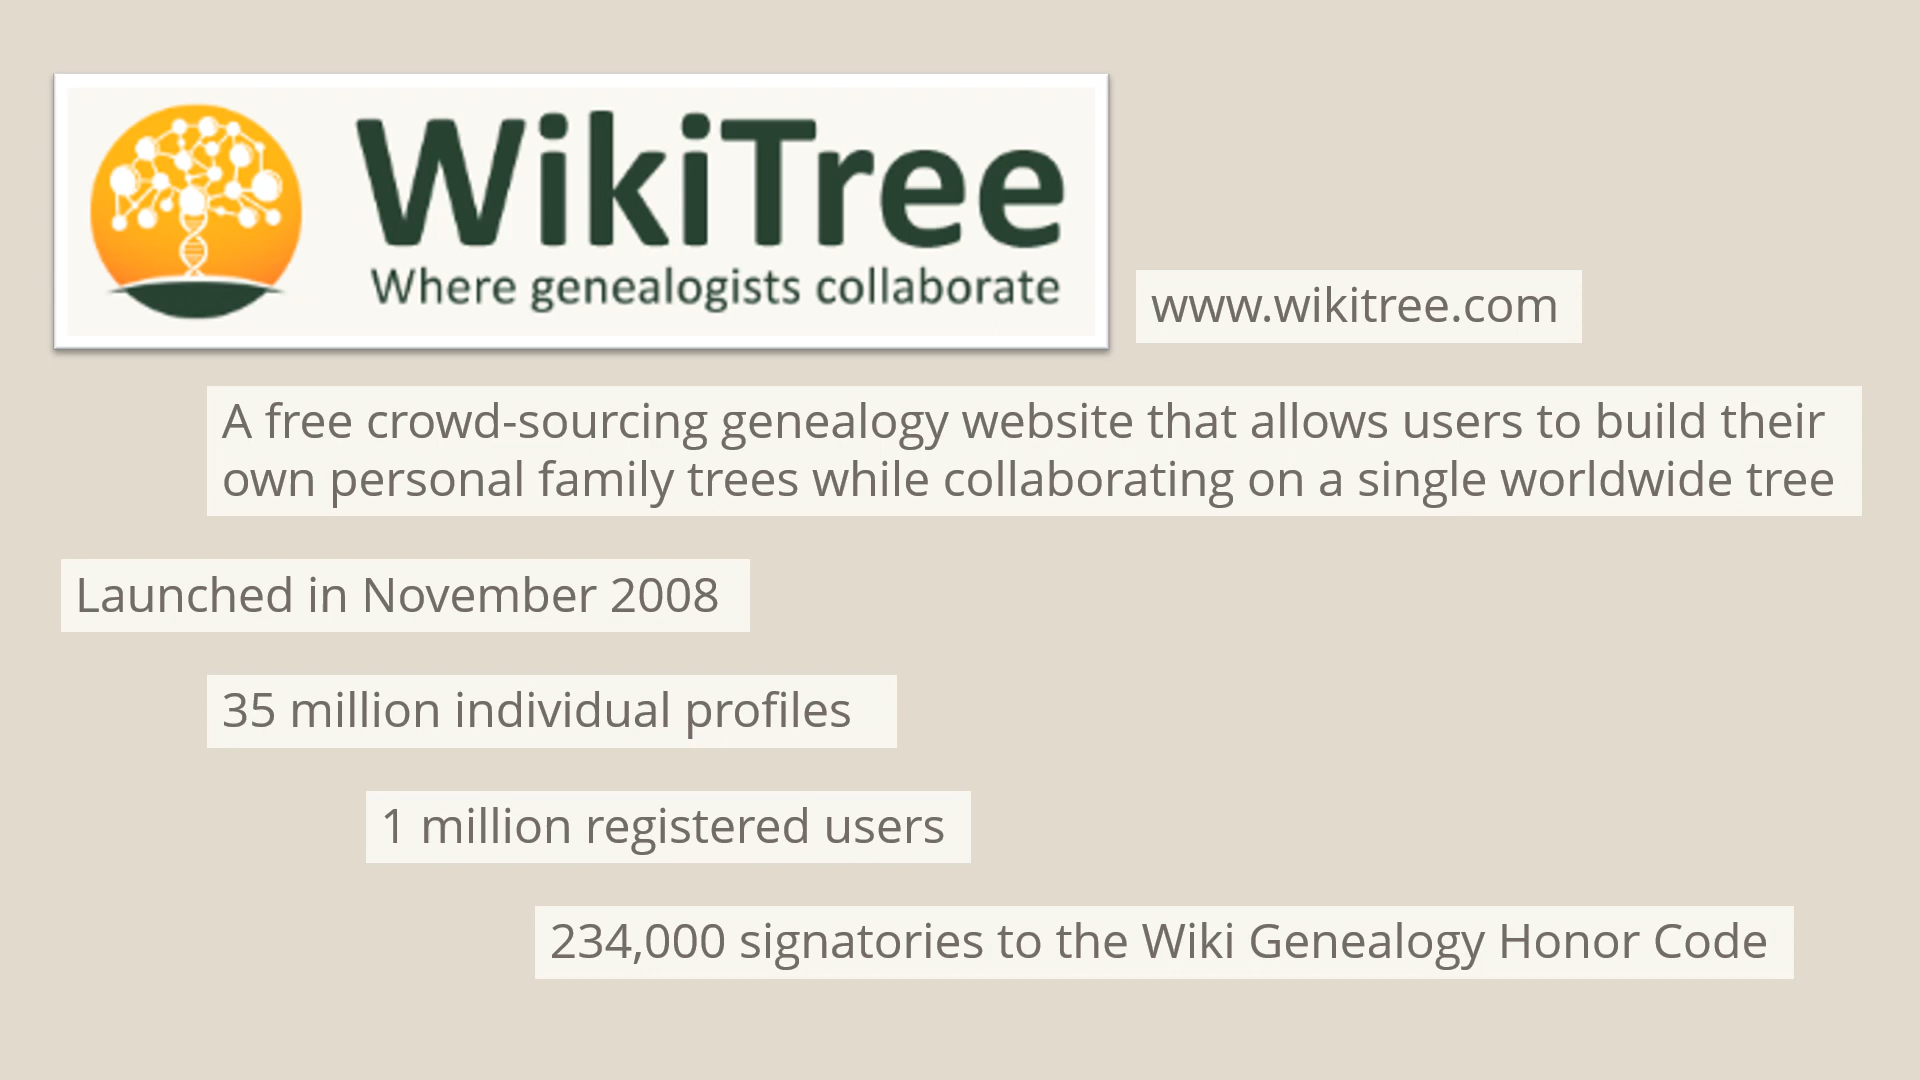 WikiTree
Where genealogists collaborate
www.wikitree.com
A free crowd-sourcing genealogy website that allows users to build their
own personal family trees while collaborating on a single worldwide tree
Launched in November 2008
35 million individual profiles
1 million registered users
234,000 signatories to the Wiki Genealogy Honor Code